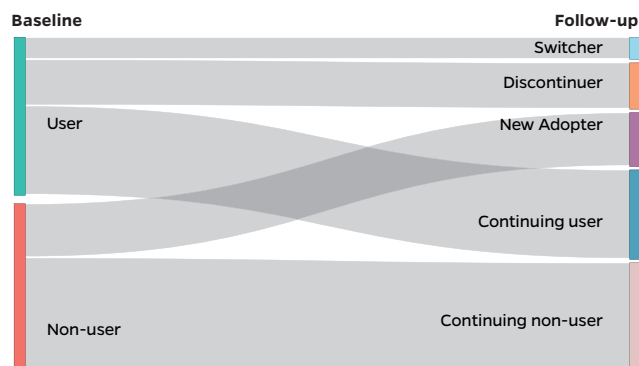 Baseline
Follow-up
Switcher
Discontinuer
User
New Adopter
Continuing user
Non-user
Continuing non-user